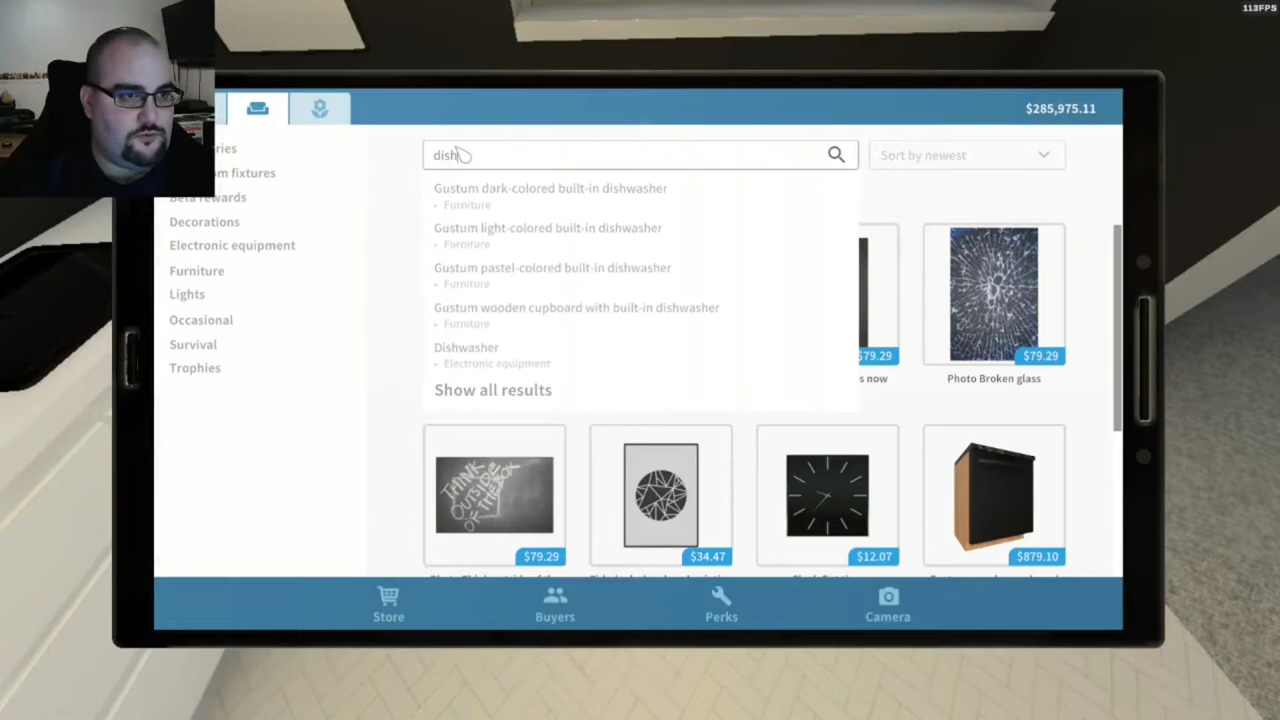 113FPS
$285,975.11
dish
Sort by newest
ries
m fixtures
Beta rewards
Decorations
Electronic equipment
Furniture
Lights
Occasional
Survival
Trophies
Gustum dark-colored built-in dishwasher
• Furniture
Gustum light-colored built-in dishwasher
• Furniture
Gustum pastel-colored built-in dishwasher
• Furniture
Gustum wooden cupboard with built-in dishwasher
• Furniture
Dishwasher
• Electronic equipment
Show all results
$79.29
$79.29
s now
Photo Broken glass
THINK
OUTSIDE
OF THE BOX
$79.29
$34.47
$12.07
$879.10
Store
Buyers
Perks
Camera